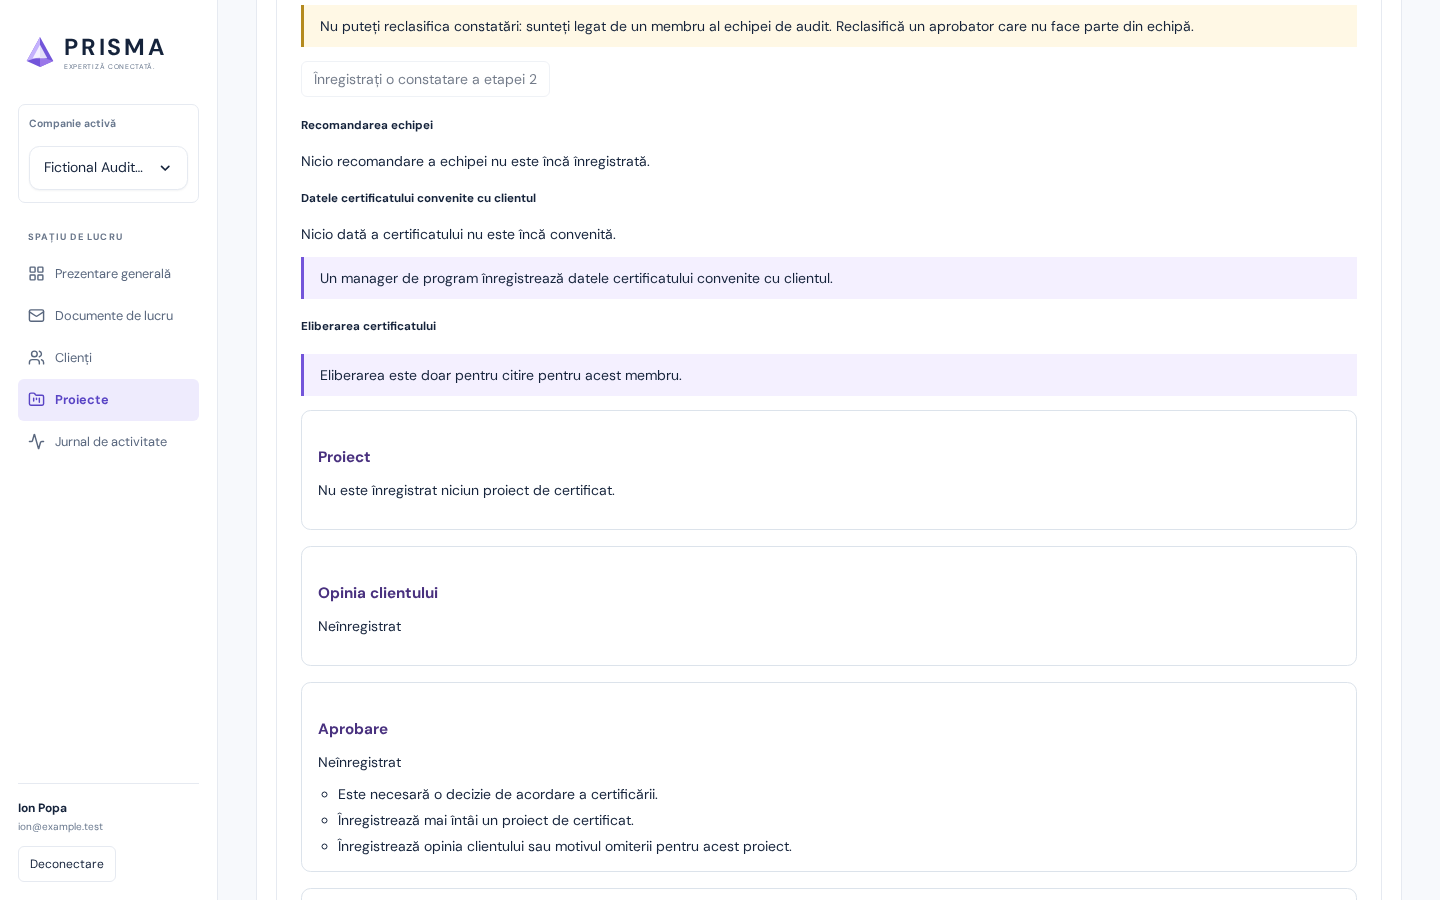 PRISMA
EXPERTIZĂ CONECTATĂ.
Companie activă
Fictional Audit...
SPAȚIU DE LUCRU
Prezentare generală
Documente de lucru
Clienți
Proiecte
Jurnal de activitate
Ion Popa
ion@example.test
Deconectare
Nu puteți reclasifica constatări: sunteți legat de un membru al echipei de audit. Reclasifică un aprobator care nu face parte din echipă.
Înregistrați o constatare a etapei 2
Recomandarea echipei
Nicio recomandare a echipei nu este încă înregistrată.
Datele certificatului convenite cu clientul
Nicio dată a certificatului nu este încă convenită.
Un manager de program înregistrează datele certificatului convenite cu clientul.
Eliberarea certificatului
Eliberarea este doar pentru citire pentru acest membru.
Proiect
Nu este înregistrat niciun proiect de certificat.
Opinia clientului
Neînregistrat
Aprobare
Neînregistrat
Este necesară o decizie de acordare a certificării.
Înregistrează mai întâi un proiect de certificat.
Înregistrează opinia clientului sau motivul omiterii pentru acest proiect.